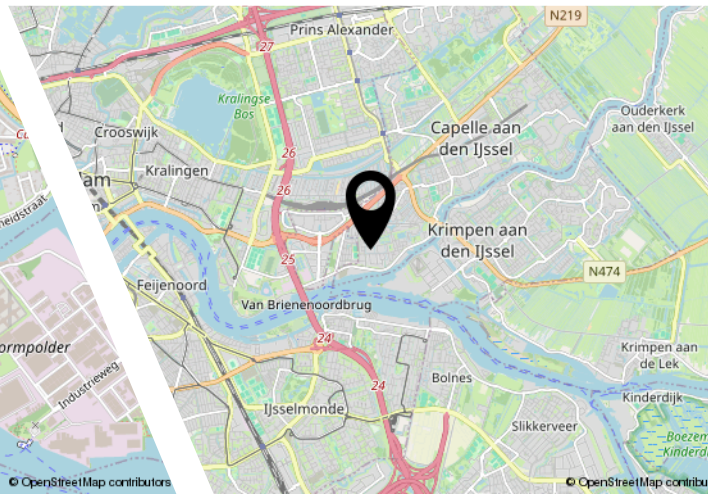 N219
Prins Alexander
27
Kralingse
Bos
Ouderkerk
aan den IJssel
Crooswijk
Capelle aan
den IJssel
26
Kralingen
26
Krimpen aan
den IJssel
25
N474
Feijenoord
Van Brienenoordbrug
24
Krimpen aan
de Lek
24
Bolnes
Kinderdijk
Industrieweg
IJsselmonde
Slikkerveer
© OpenStreetMap contributors
© OpenStreetMap contribu